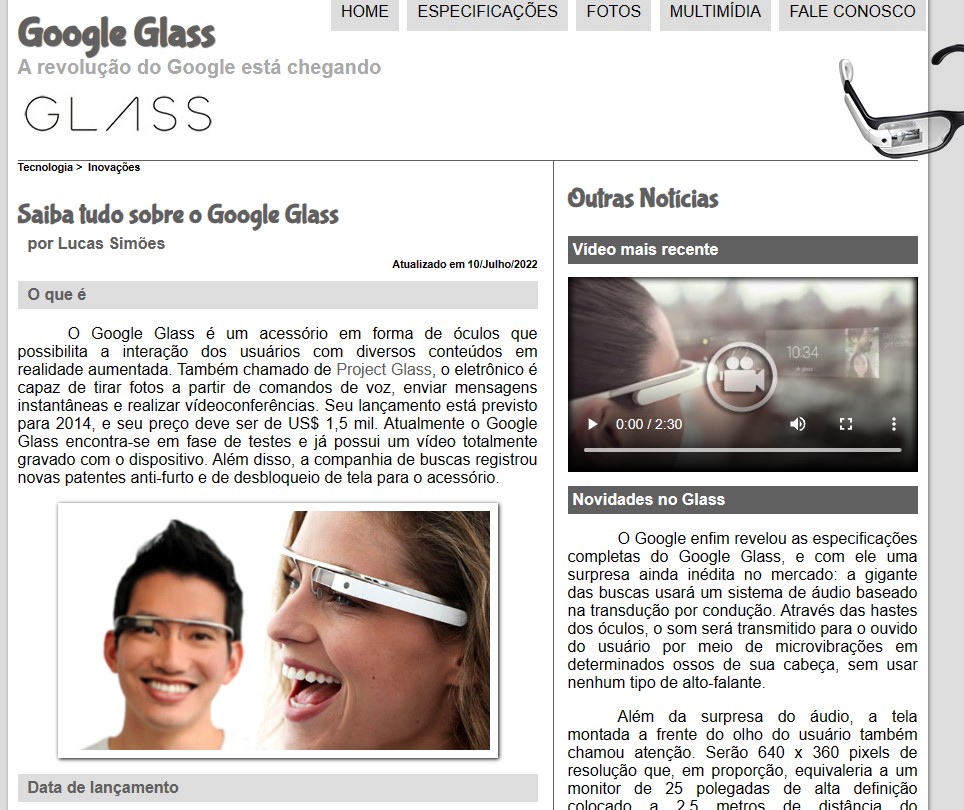 HOME
ESPECIFICAÇÕES
FOTOS
MULTIMÍDIA
FALE CONOSCO
Google Glass
A revolução do Google está chegando
GLASS
Tecnologia > Inovações
Saiba tudo sobre o Google Glass
por Lucas Simões
Atualizado em 10/Julho/2022
O que é
O Google Glass é um acessório em forma de óculos que
possibilita a interação dos usuários com diversos conteúdos em
realidade aumentada. Também chamado de Project Glass, o eletrônico é
capaz de tirar fotos a partir de comandos de voz, enviar mensagens
instantâneas e realizar vídeoconferências. Seu lançamento está previsto
para 2014, e seu preço deve ser de US$ 1,5 mil. Atualmente o Google
Glass encontra-se em fase de testes e já possui um vídeo totalmente
gravado com o dispositivo. Além disso, a companhia de buscas registrou
novas patentes anti-furto e de desbloqueio de tela para o acessório.
Data de lançamento
Outras Notícias
Vídeo mais recente
10:34
0:00 / 2:30
Novidades no Glass
O Google enfim revelou as especificações
completas do Google Glass, e com ele uma
surpresa ainda inédita no mercado: a gigante
das buscas usará um sistema de áudio baseado
na transdução por condução. Através das hastes
dos óculos, o som será transmitido para o ouvido
do usuário por meio de microvibrações em
determinados ossos de sua cabeça, sem usar
nenhum tipo de alto-falante.
Além da surpresa do áudio, a tela
montada a frente do olho do usuário também
chamou atenção. Serão 640 x 360 pixels de
resolução que, em proporção, equivaleria a um
monitor de 25 polegadas de alta definição
colocado a 2,5 metros de distância do